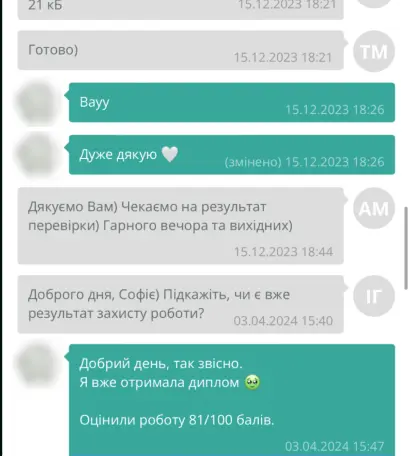 21 кБ
15.12.2023 18:21
Готово)
15.12.2023 18:21
ТМ
Вауу
15.12.2023 18:26
Дуже дякую 🤍
(змінено) 15.12.2023 18:26
Дякуємо Вам) Чекаємо на результат
перевірки) Гарного вечора та вихідних)
15.12.2023 18:44
АМ
Доброго дня, Софіє) Підкажіть, чи є вже
результат захисту роботи?
03.04.2024 15:40
ІГ
Добрий день, так звісно.
Я вже отримала диплом 🥹
Оцінили роботу 81/100 балів.
03.04.2024 15:47